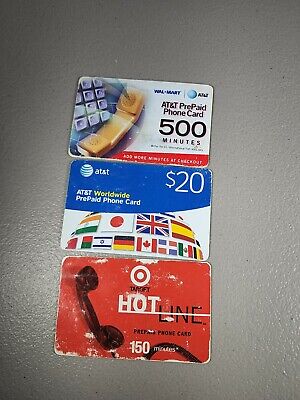 WAL-MART AT&T
AT&T PrePaid
Phone Card
500
MINUTES
ADD MORE MINUTES AT CHECKOUT
at&t
$20
AT&T Worldwide
PrePaid Phone Card
TARGET
HOT LINE
PREPAID PHONE CARD
150 minutes*